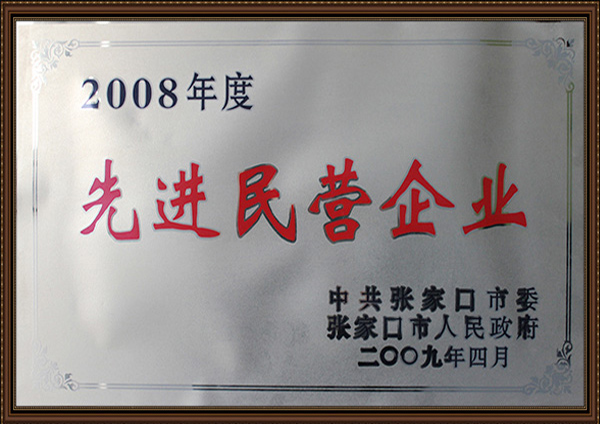 2008年度
先进民营企业
中共张家口市委
张家口市人民政府
二〇〇九年四月